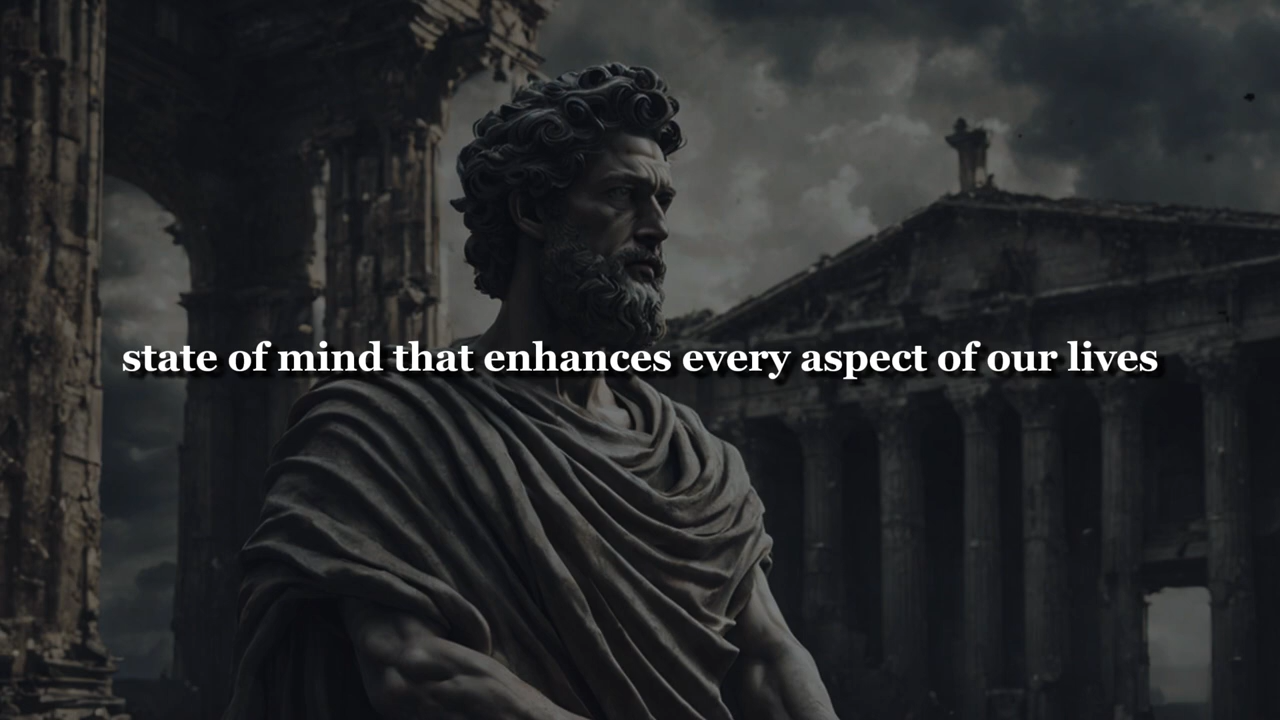 state of mind that enhances every aspect of our lives